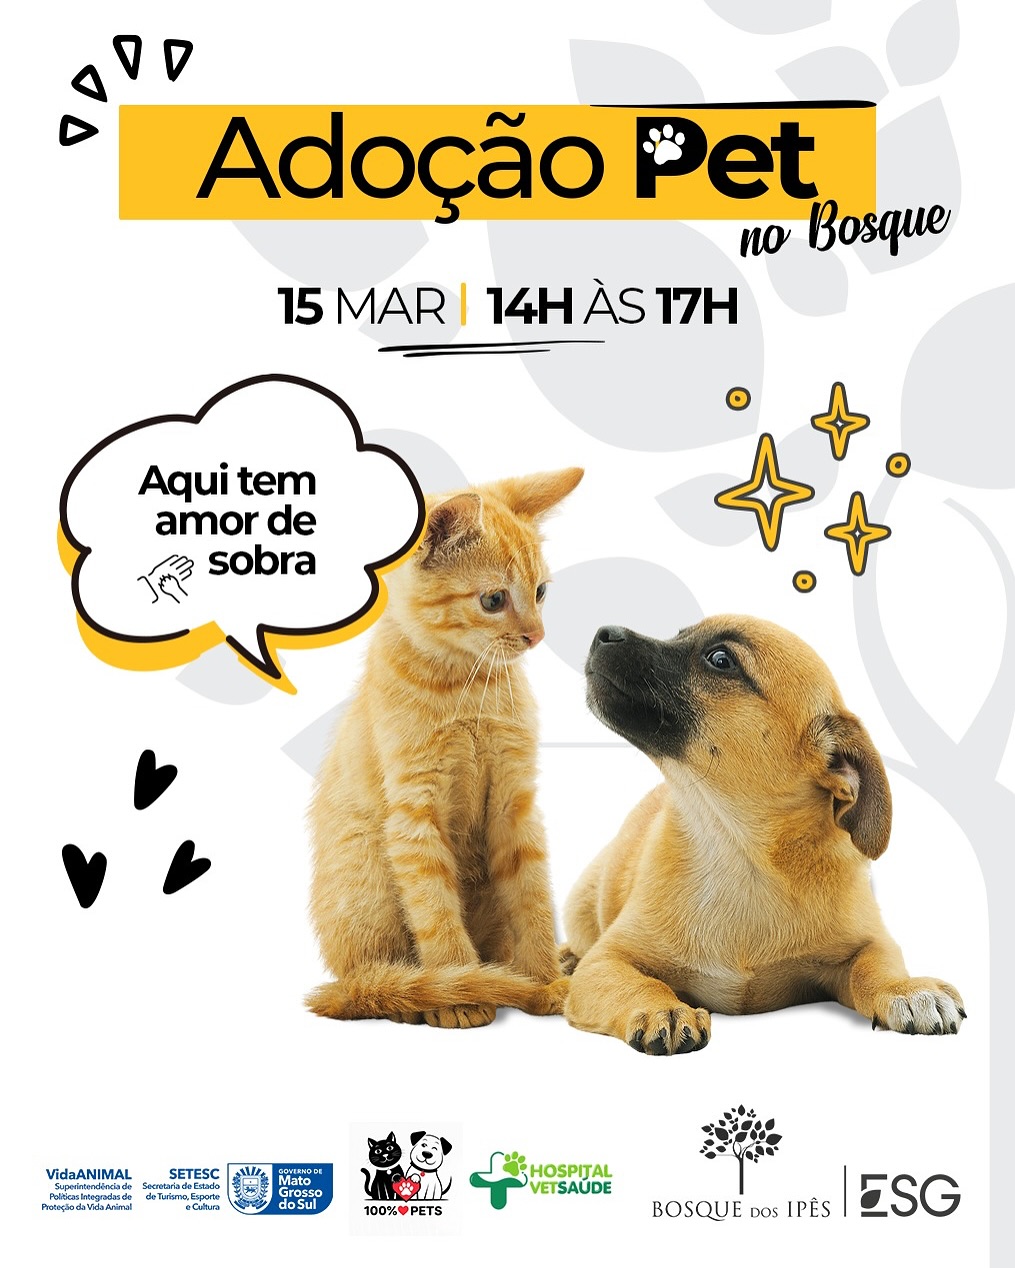 Adoção Pet
no Bosque
15 MAR | 14H ÀS 17H
Aqui tem
amor de
sobra
VidaANIMAL
Superintendência de
Políticas Integradas de
Proteção da Vida Animal
SETESC
Secretaria de Estado
de Turismo, Esporte
e Cultura
GOVERNO DE
Mato
Grosso
do Sul
100% PETS
HOSPITAL
VETSAÚDE
BOSQUE DOS IPÊS
ESG